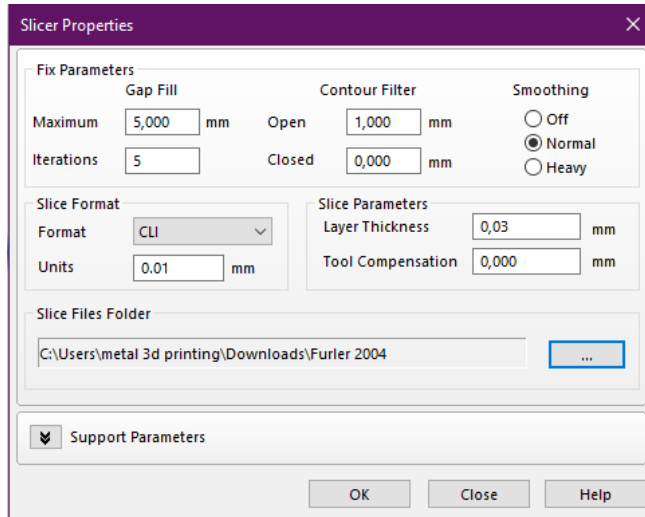 Slicer Properties
Fix Parameters
Gap Fill
Contour Filter
Smoothing
Maximum 5,000 mm Open 1,000 mm Off
Normal
Iterations 5 Closed 0,000 mm Heavy
Slice Format
Format CLI
Units 0.01 mm
Slice Parameters
Layer Thickness 0,03 mm
Tool Compensation 0,000 mm
Slice Files Folder
C:\Users\metal 3d printing\Downloads\Furler 2004 ...
Support Parameters
OK Close Help